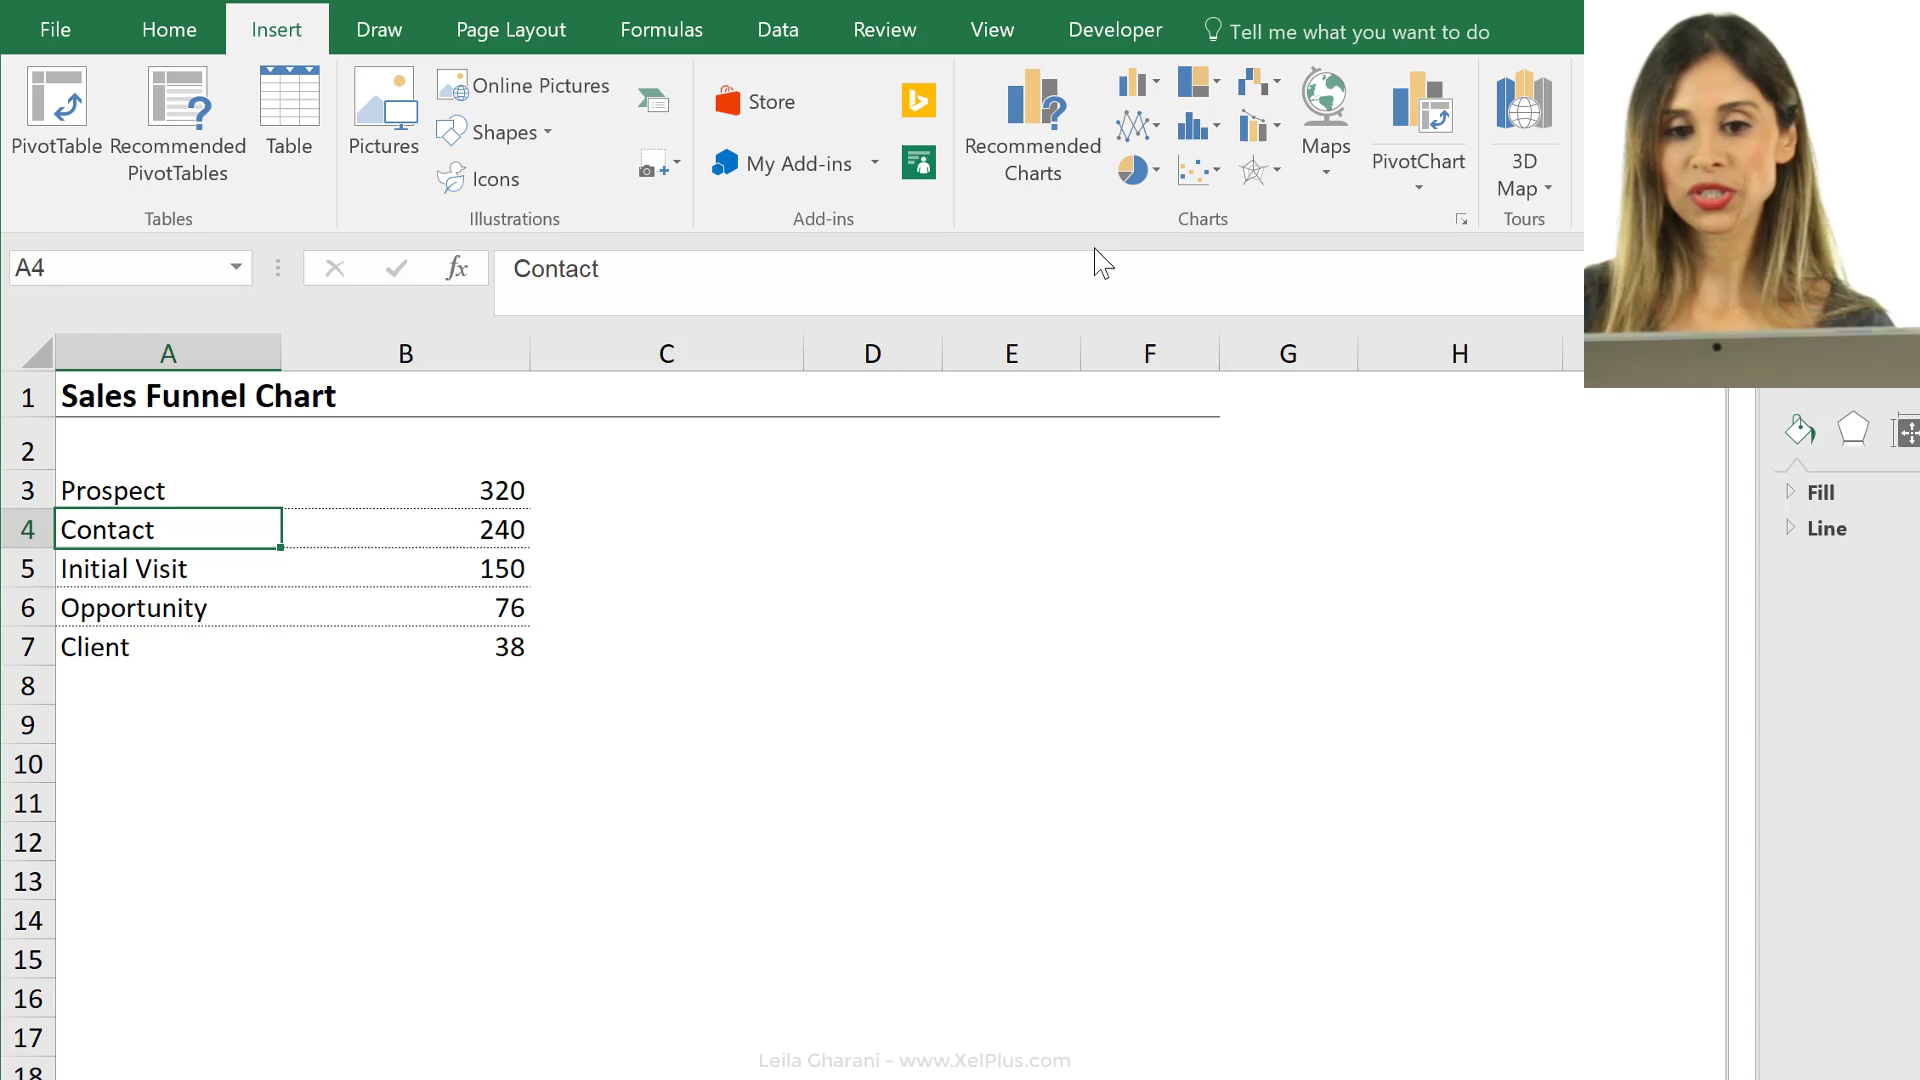 File Home Insert Draw Page Layout Formulas Data Review View Developer Tell me what you want to do
PivotTable
Recommended
PivotTables
Table
Tables
Pictures
Online Pictures
Shapes
Icons
Illustrations
Store
My Add-ins
Add-ins
Recommended
Charts
Charts
Maps
PivotChart
3D
Map
Tours
A4 fx Contact
A B C D E F G H
1 Sales Funnel Chart
2
3 Prospect 320
4 Contact 240
5 Initial Visit 150
6 Opportunity 76
7 Client 38
8
9
10
11
12
13
14
15
16
17
18
Fill
Line
Leila Gharani - www.XelPlus.com